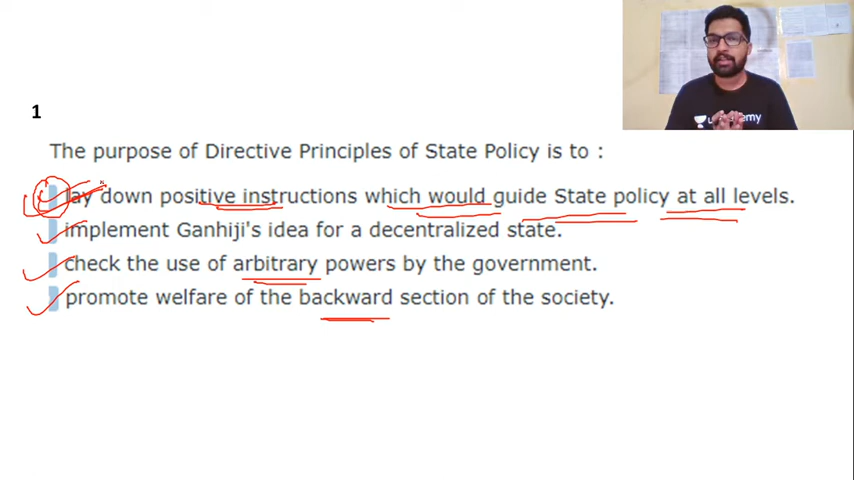 1
The purpose of Directive Principles of State Policy is to :
lay down positive instructions which would guide State policy at all levels.
implement Ganhiji's idea for a decentralized state.
check the use of arbitrary powers by the government.
promote welfare of the backward section of the society.